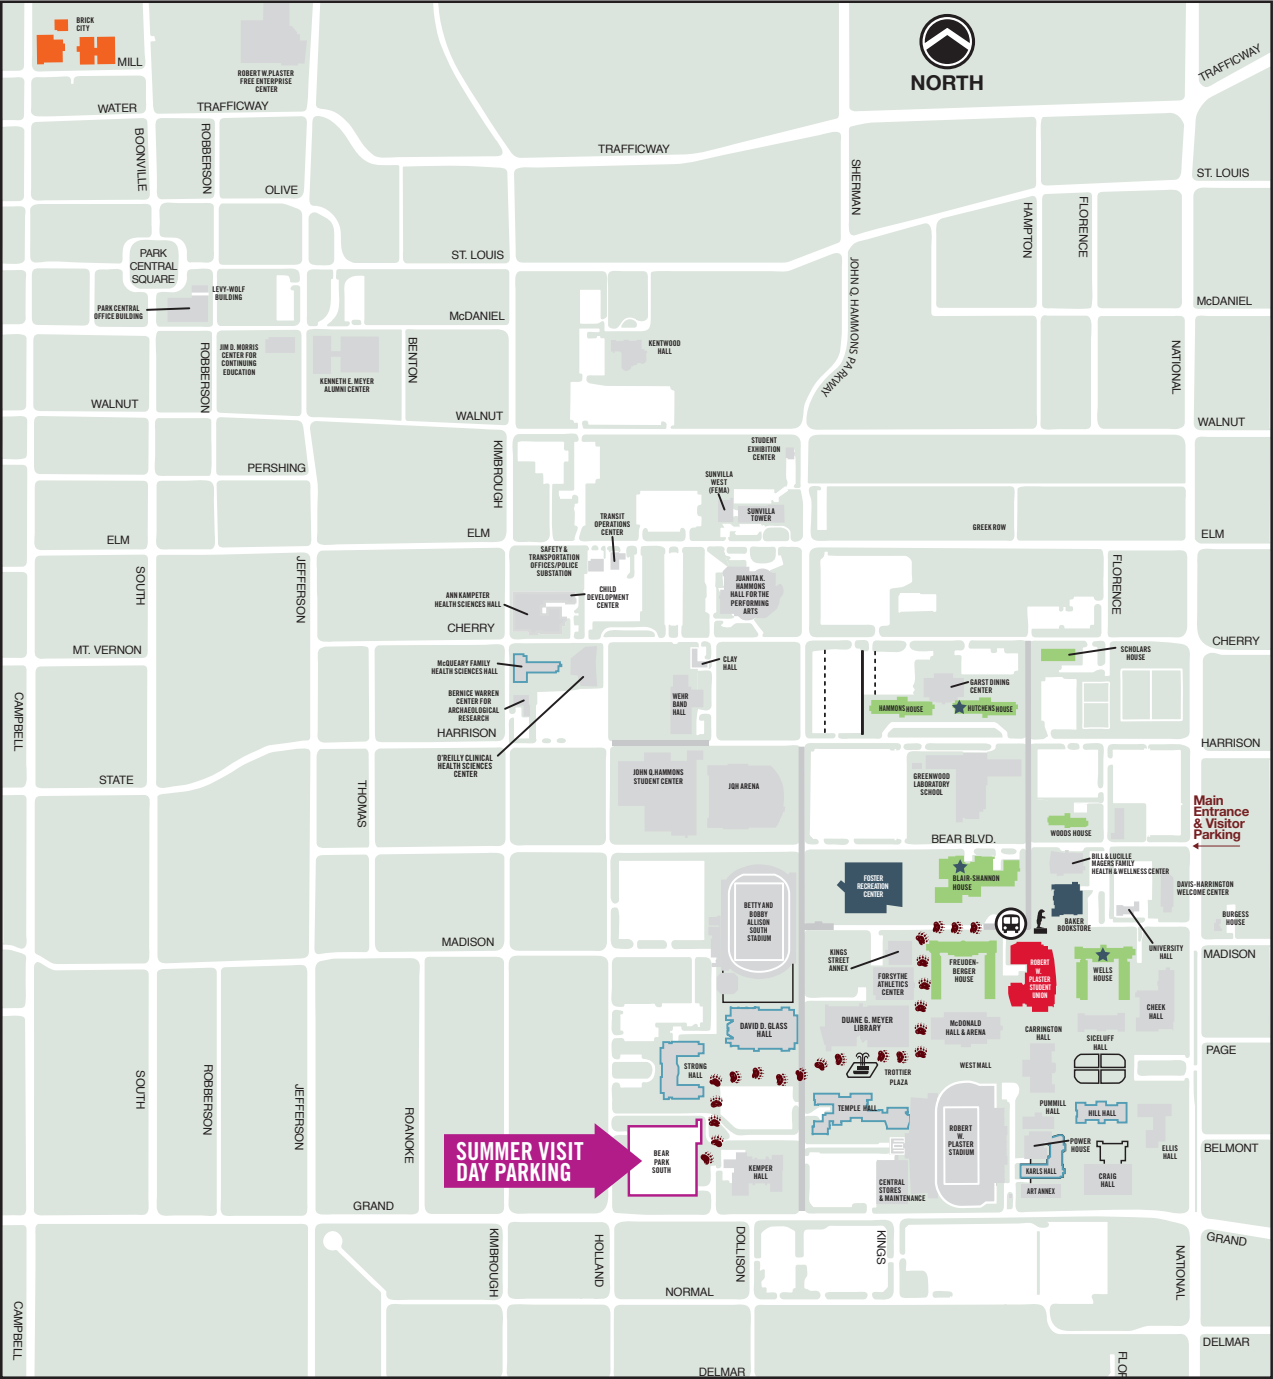 BRICK
CITY
MILL
ROBERT W. PLASTER
FREE ENTERPRISE
CENTER
NORTH
TRAFFICWAY
WATER
TRAFFICWAY
BOONVILLE
ROBBERSON
TRAFFICWAY
SHERMAN
ST. LOUIS
OLIVE
HAMPTON
FLORENCE
PARK
CENTRAL
SQUARE
ST. LOUIS
JOHN Q. HAMMONS PARKWAY
LEVY-WOLF
BUILDING
PARK CENTRAL
OFFICE BUILDING
McDANIEL
McDANIEL
ROBBERSON
JIM D. MORRIS
CENTER FOR
CONTINUING
EDUCATION
KENNETH E. MEYER
ALUMNI CENTER
BENTON
KENTWOOD
HALL
NATIONAL
WALNUT
WALNUT
WALNUT
KIMBROUGH
STUDENT
EXHIBITION
CENTER
PERSHING
SUNVILLA
WEST
(FEMA)
SUNVILLA
TOWER
TRANSIT
OPERATIONS
CENTER
GREEK ROW
ELM
ELM
ELM
SOUTH
JEFFERSON
SAFETY &
TRANSPORTATION
OFFICES/POLICE
SUBSTATION
FLORENCE
ANN KAMPETER
HEALTH SCIENCES HALL
CHILD
DEVELOPMENT
CENTER
JUANITA K.
HAMMONS
HALL FOR THE
PERFORMING
ARTS
CHERRY
CHERRY
MT. VERNON
McQUEARY FAMILY
HEALTH SCIENCES HALL
CLAY
HALL
SCHOLARS
HOUSE
CAMPBELL
BERNICE WARREN
CENTER FOR
ARCHAEOLOGICAL
RESEARCH
WEHR
BAND
HALL
GARST DINING
CENTER
HAMMONS HOUSE
HUTCHENS HOUSE
HARRISON
HARRISON
O'REILLY CLINICAL
HEALTH SCIENCES
CENTER
STATE
THOMAS
JOHN Q. HAMMONS
STUDENT CENTER
JQH ARENA
GREENWOOD
LABORATORY
SCHOOL
Main
Entrance
& Visitor
Parking
WOODS HOUSE
BEAR BLVD.
BILL & LUCILLE
MAGERS FAMILY
HEALTH & WELLNESS CENTER
FOSTER
RECREATION
CENTER
BLAIR-SHANNON
HOUSE
DAVIS-HARRINGTON
WELCOME CENTER
BETTY AND
BOBBY
ALLISON
SOUTH
STADIUM
BAKER
BOOKSTORE
BURGESS
HOUSE
MADISON
UNIVERSITY
HALL
MADISON
KINGS
STREET
ANNEX
FORSYTHE
ATHLETICS
CENTER
FREUDEN-
BERGER
HOUSE
ROBERT
W.
PLASTER
STUDENT
UNION
WELLS
HOUSE
CHEEK
HALL
DAVID D. GLASS
HALL
DUANE G. MEYER
LIBRARY
McDONALD
HALL & ARENA
CARRINGTON
HALL
SICELUFF
HALL
PAGE
STRONG
HALL
TROTTIER
PLAZA
WEST MALL
SOUTH
ROBBERSON
JEFFERSON
ROANOKE
TEMPLE HALL
PUMMILL
HALL
HILL HALL
SUMMER VISIT
DAY PARKING
BEAR
PARK
SOUTH
KEMPER
HALL
ROBERT
W.
PLASTER
STADIUM
POWER
HOUSE
ELLIS
HALL
BELMONT
KARLS HALL
CRAIG
HALL
CENTRAL
STORES
& MAINTENANCE
ART ANNEX
GRAND
GRAND
KIMBROUGH
HOLLAND
DOLLISON
KINGS
NATIONAL
NORMAL
CAMPBELL
DELMAR
DELMAR
FLOR